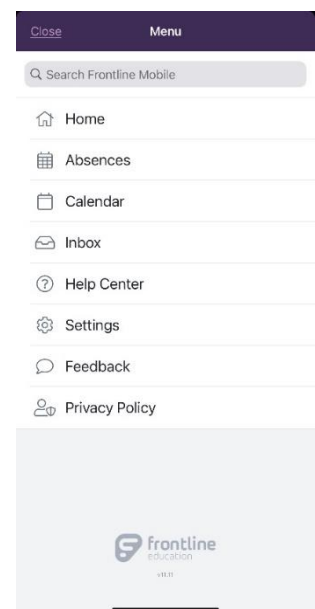 Close Menu
Search Frontline Mobile
Home
Absences
Calendar
Inbox
Help Center
Settings
Feedback
Privacy Policy
frontline
education